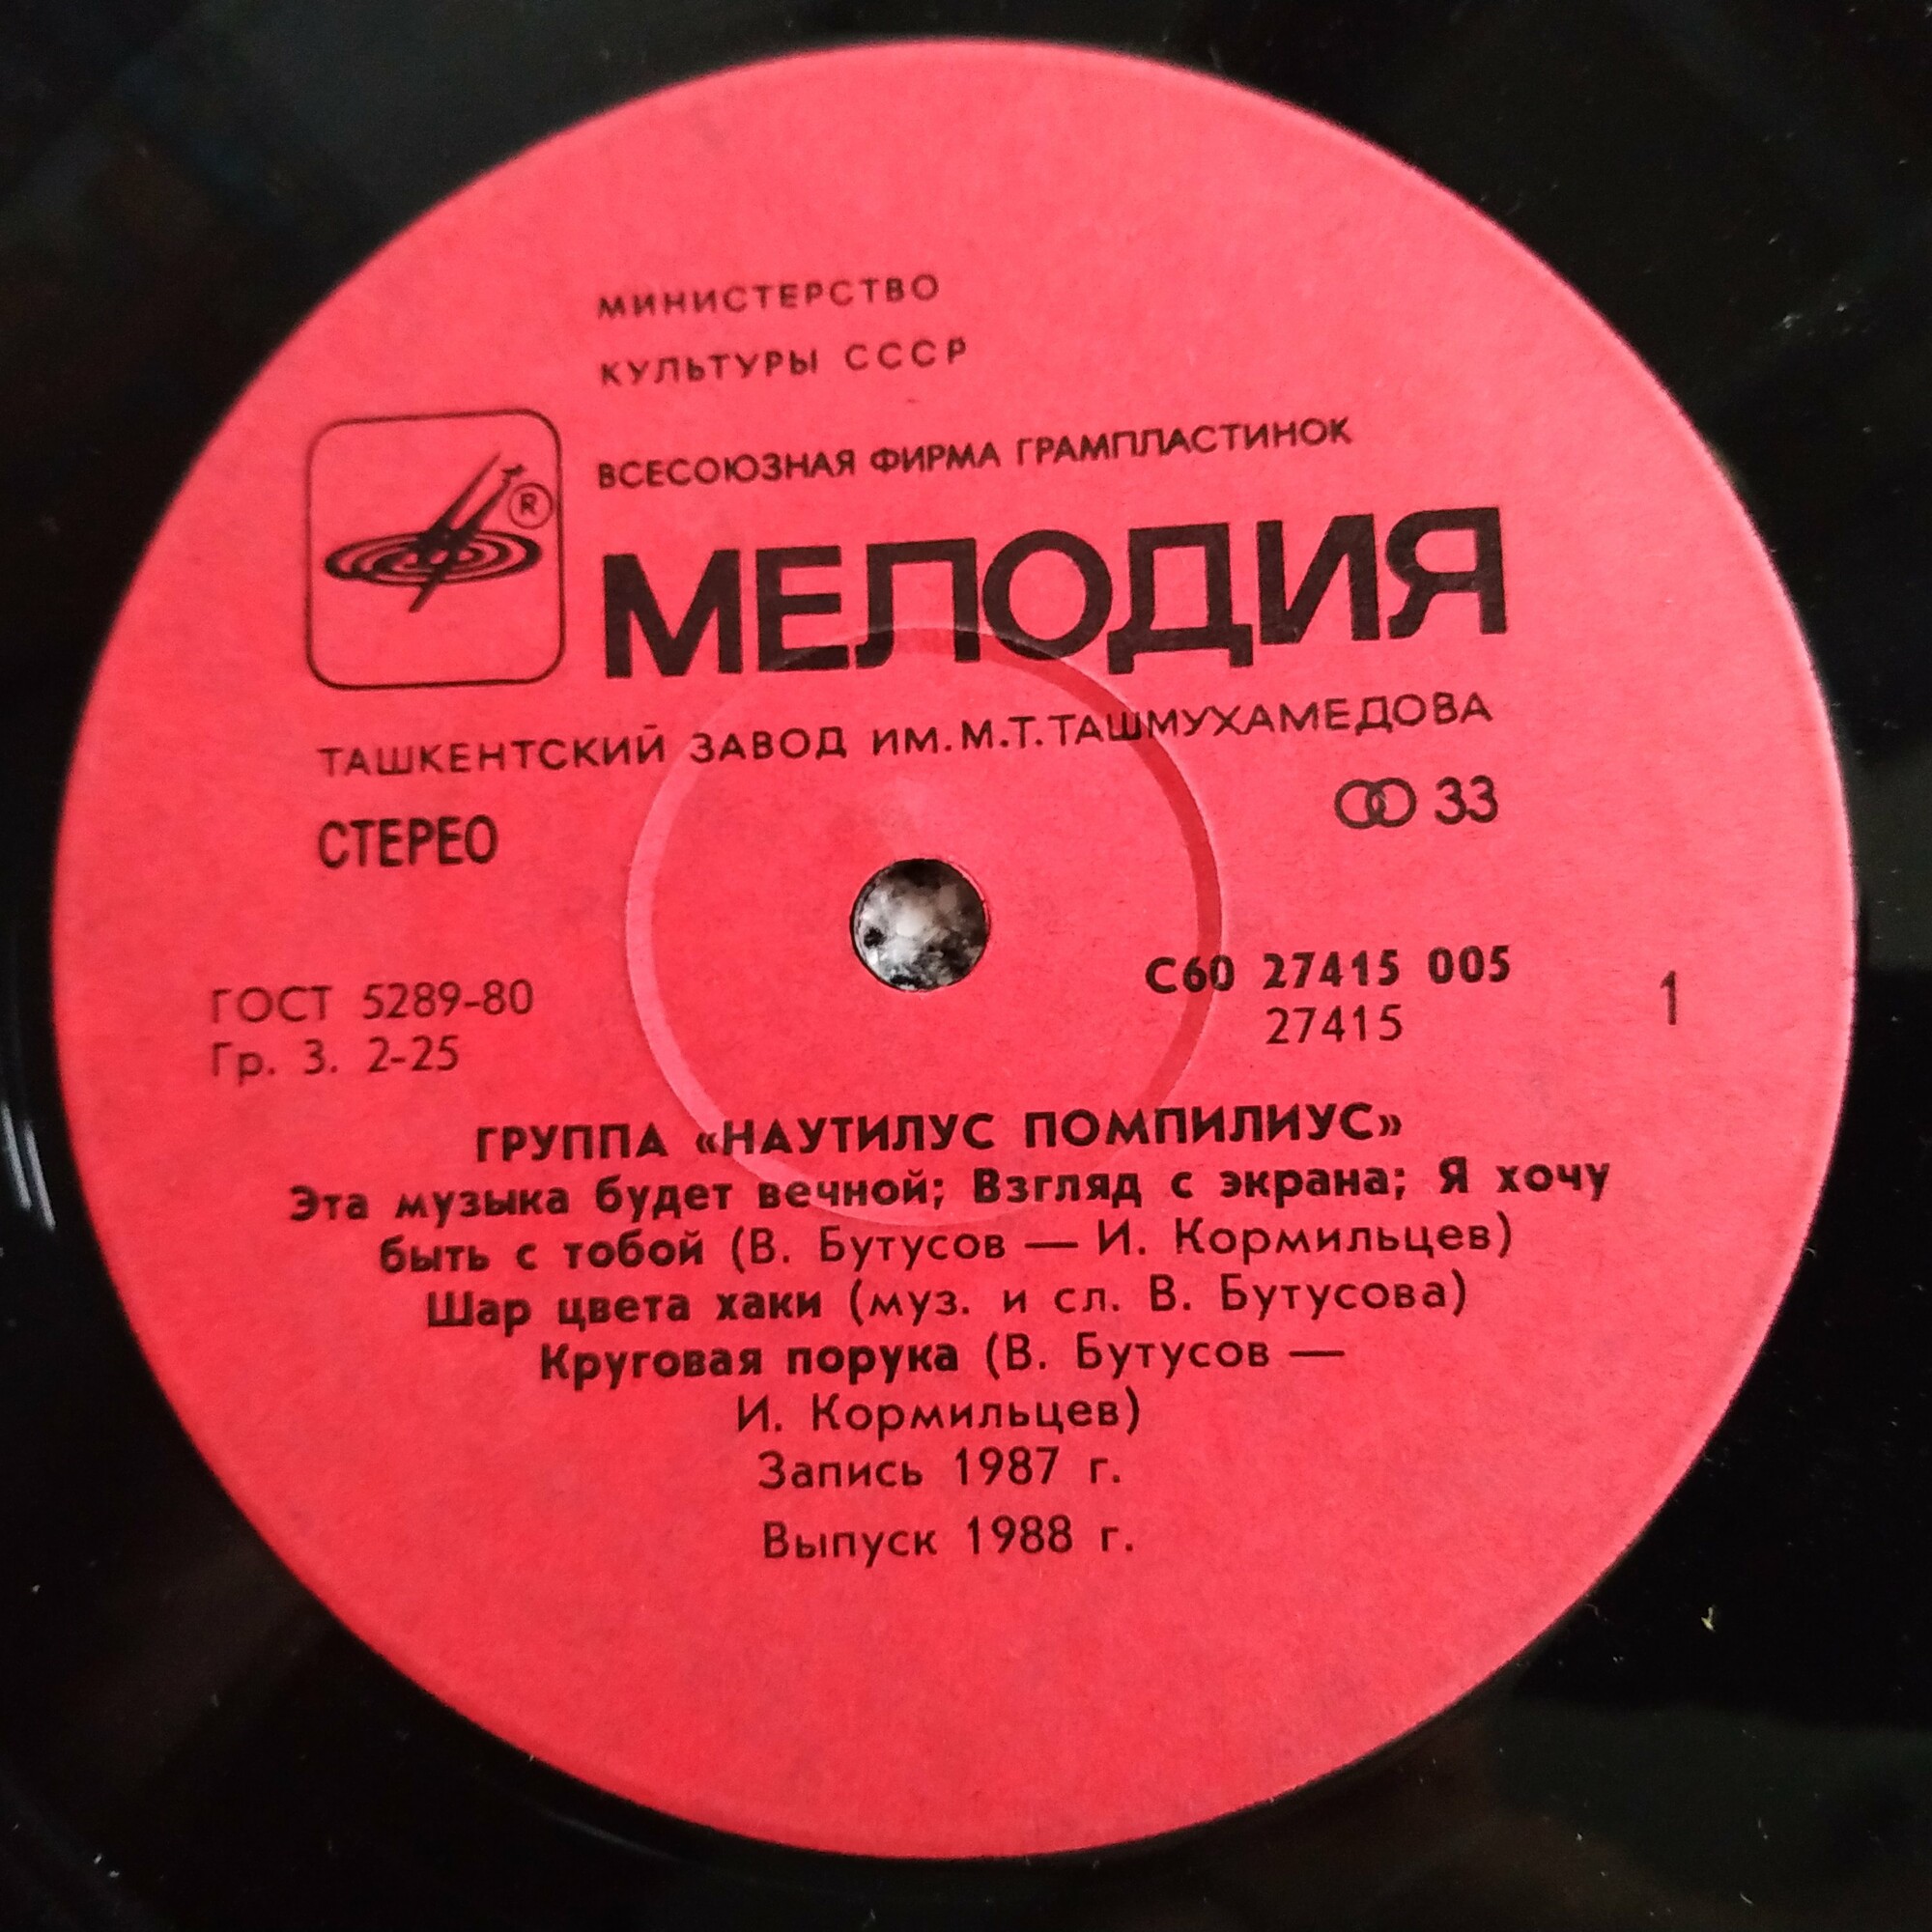 МИНИСТЕРСТВО
КУЛЬТУРЫ СССР
ВСЕСОЮЗНАЯ ФИРМА ГРАМПЛАСТИНОК
®
МЕЛОДИЯ
ТАШКЕНТСКИЙ ЗАВОД ИМ. М.Т. ТАШМУХАМЕДОВА
СТЕРЕО
33
ГОСТ 5289-80
Гр. 3. 2-25
С60 27415 005
27415
1
ГРУППА «НАУТИЛУС ПОМПИЛИУС»
Эта музыка будет вечной; Взгляд с экрана; Я хочу
быть с тобой (В. Бутусов — И. Кормильцев)
Шар цвета хаки (муз. и сл. В. Бутусова)
Круговая порука (В. Бутусов —
И. Кормильцев)
Запись 1987 г.
Выпуск 1988 г.